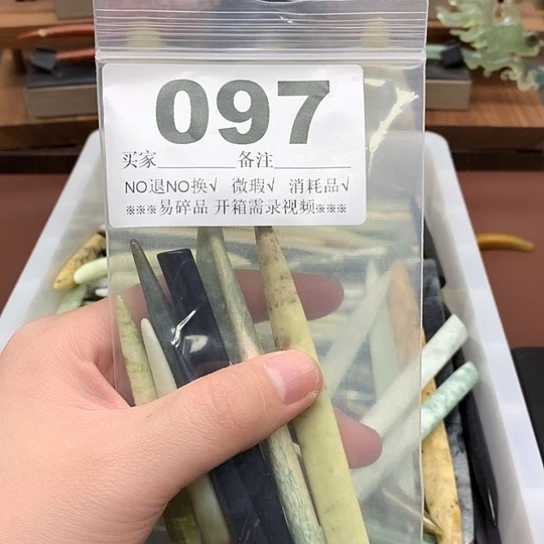 097
买家________备注________
NO退NO换√ 微瑕√ 消耗品√
※※※易碎品 开箱需录视频※※※